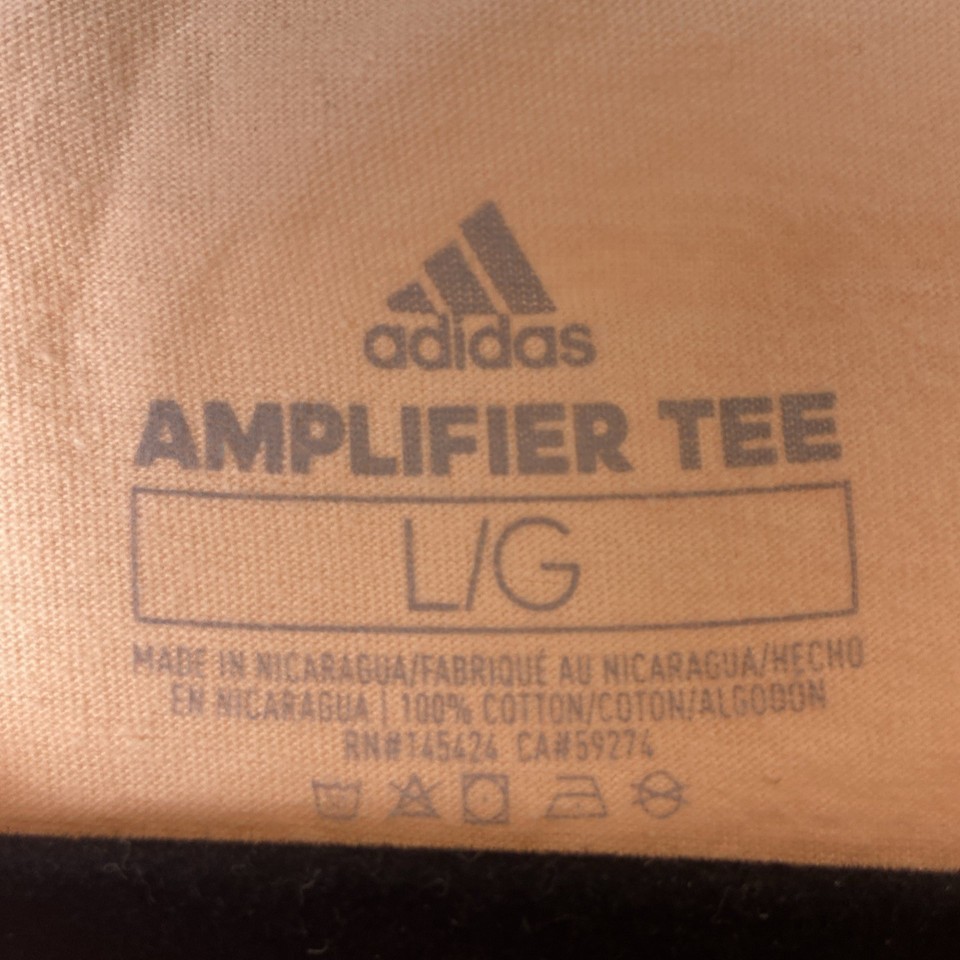 adidas
AMPLIFIER TEE
L/G
MADE IN NICARAGUA/FABRIQUÉ AU NICARAGUA/HECHO
EN NICARAGUA | 100% COTTON/COTON/ALGODON
RN#145424 CA#59274